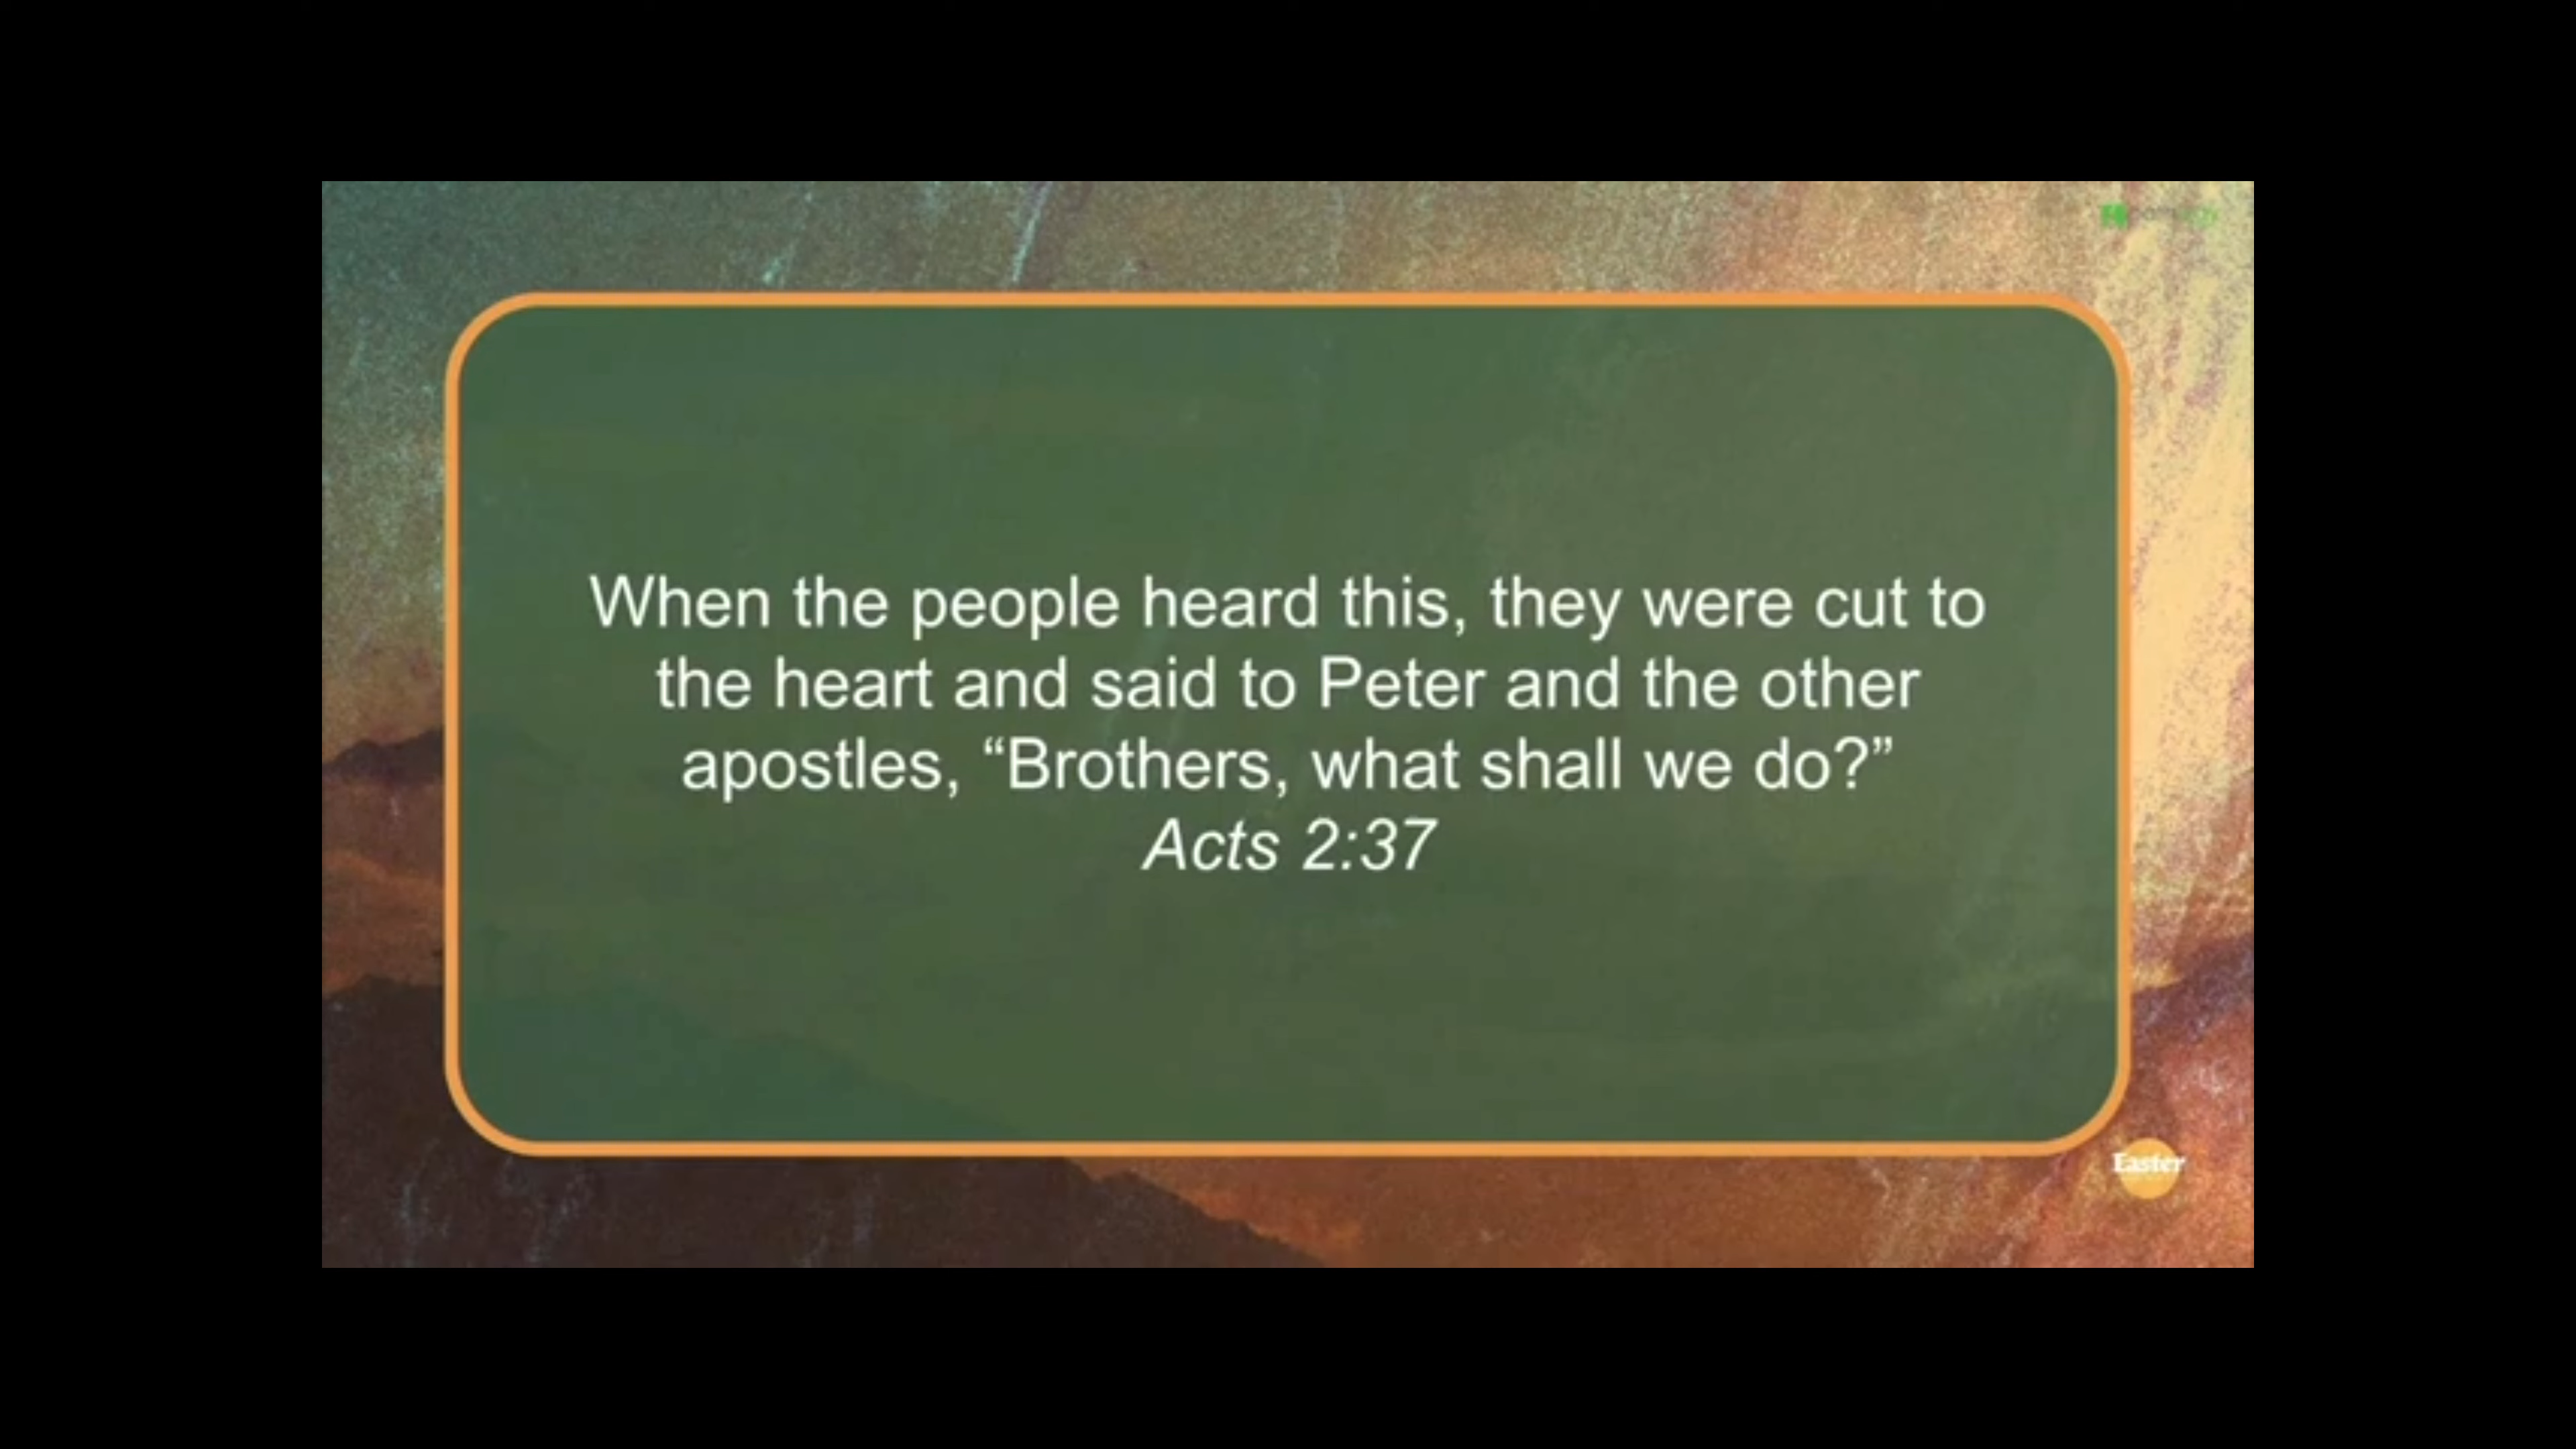 When the people heard this, they were cut to
the heart and said to Peter and the other
apostles, “Brothers, what shall we do?”
Acts 2:37
Easter